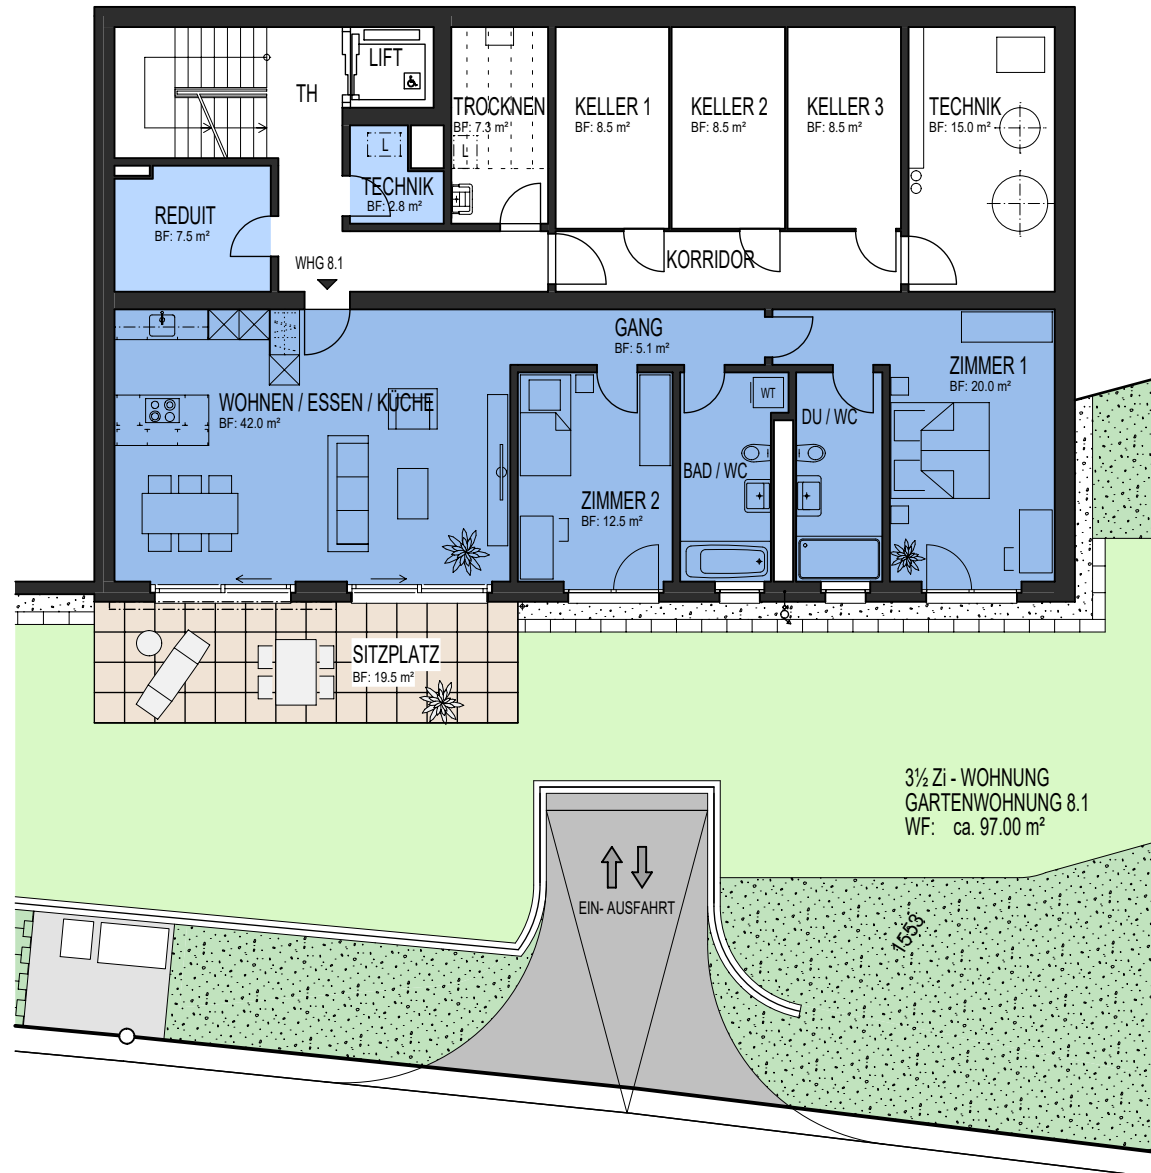 LIFT
TH
TROCKNEN
BF: 7.3 m²
KELLER 1
BF: 8.5 m²
KELLER 2
BF: 8.5 m²
KELLER 3
BF: 8.5 m²
TECHNIK
BF: 15.0 m²
L
L
TECHNIK
BF: 2.8 m²
REDUIT
BF: 7.5 m²
WHG 8.1
KORRIDOR
GANG
BF: 5.1 m²
ZIMMER 1
BF: 20.0 m²
WOHNEN / ESSEN / KÜCHE
BF: 42.0 m²
WT
DU / WC
BAD / WC
ZIMMER 2
BF: 12.5 m²
SITZPLATZ
BF: 19.5 m²
3½ Zi - WOHNUNG
GARTENWOHNUNG 8.1
WF: ca. 97.00 m²
EIN- AUSFAHRT
1553